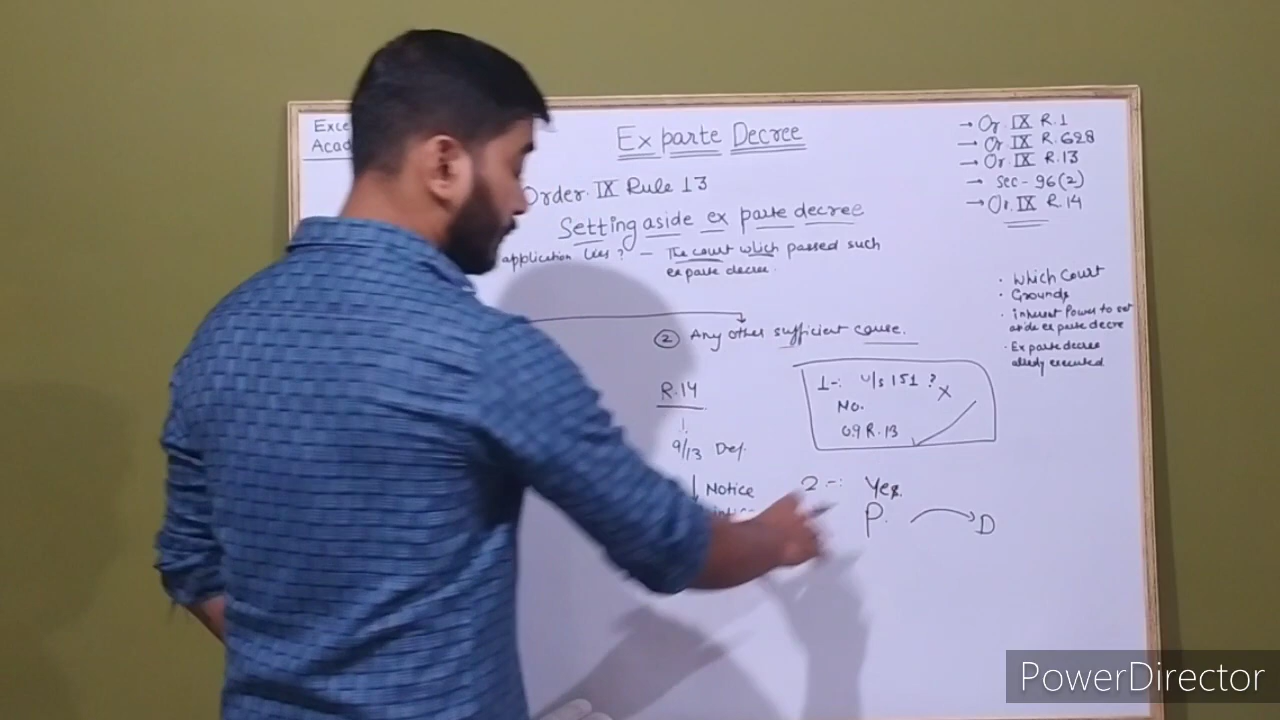 Ex parte Decree
Order. IX Rule 13
Setting aside ex parte decree
application lies ? — The court which passed such
ex parte decree.
② Any other sufficient cause.
R.14
9/13 Def.
Notice
1-: u/s 151 ? X
No.
O.9 R.13
2-: Yes.
P. → D
→ Or IX R.1
→ Or. IX R.6&8
→ Or. IX R.13
→ Sec- 96(2)
→ Or. IX R.14
· Which Court
· Grounds
· inherent Power to set
aside ex parte decre
· Ex parte decree
already executed
PowerDirector